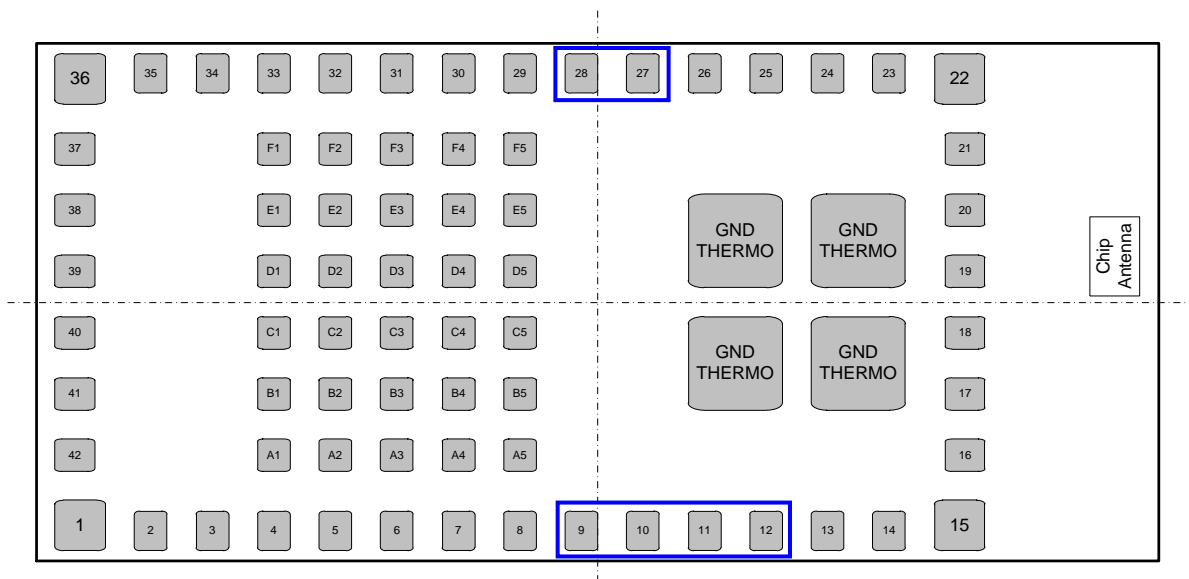 36
35
34
33
32
31
30
29
28
27
26
25
24
23
22
37
F1
F2
F3
F4
F5
21
38
E1
E2
E3
E4
E5
GND
THERMO
GND
THERMO
20
Chip
Antenna
39
D1
D2
D3
D4
D5
19
40
C1
C2
C3
C4
C5
GND
THERMO
GND
THERMO
18
41
B1
B2
B3
B4
B5
17
42
A1
A2
A3
A4
A5
16
1
2
3
4
5
6
7
8
9
10
11
12
13
14
15